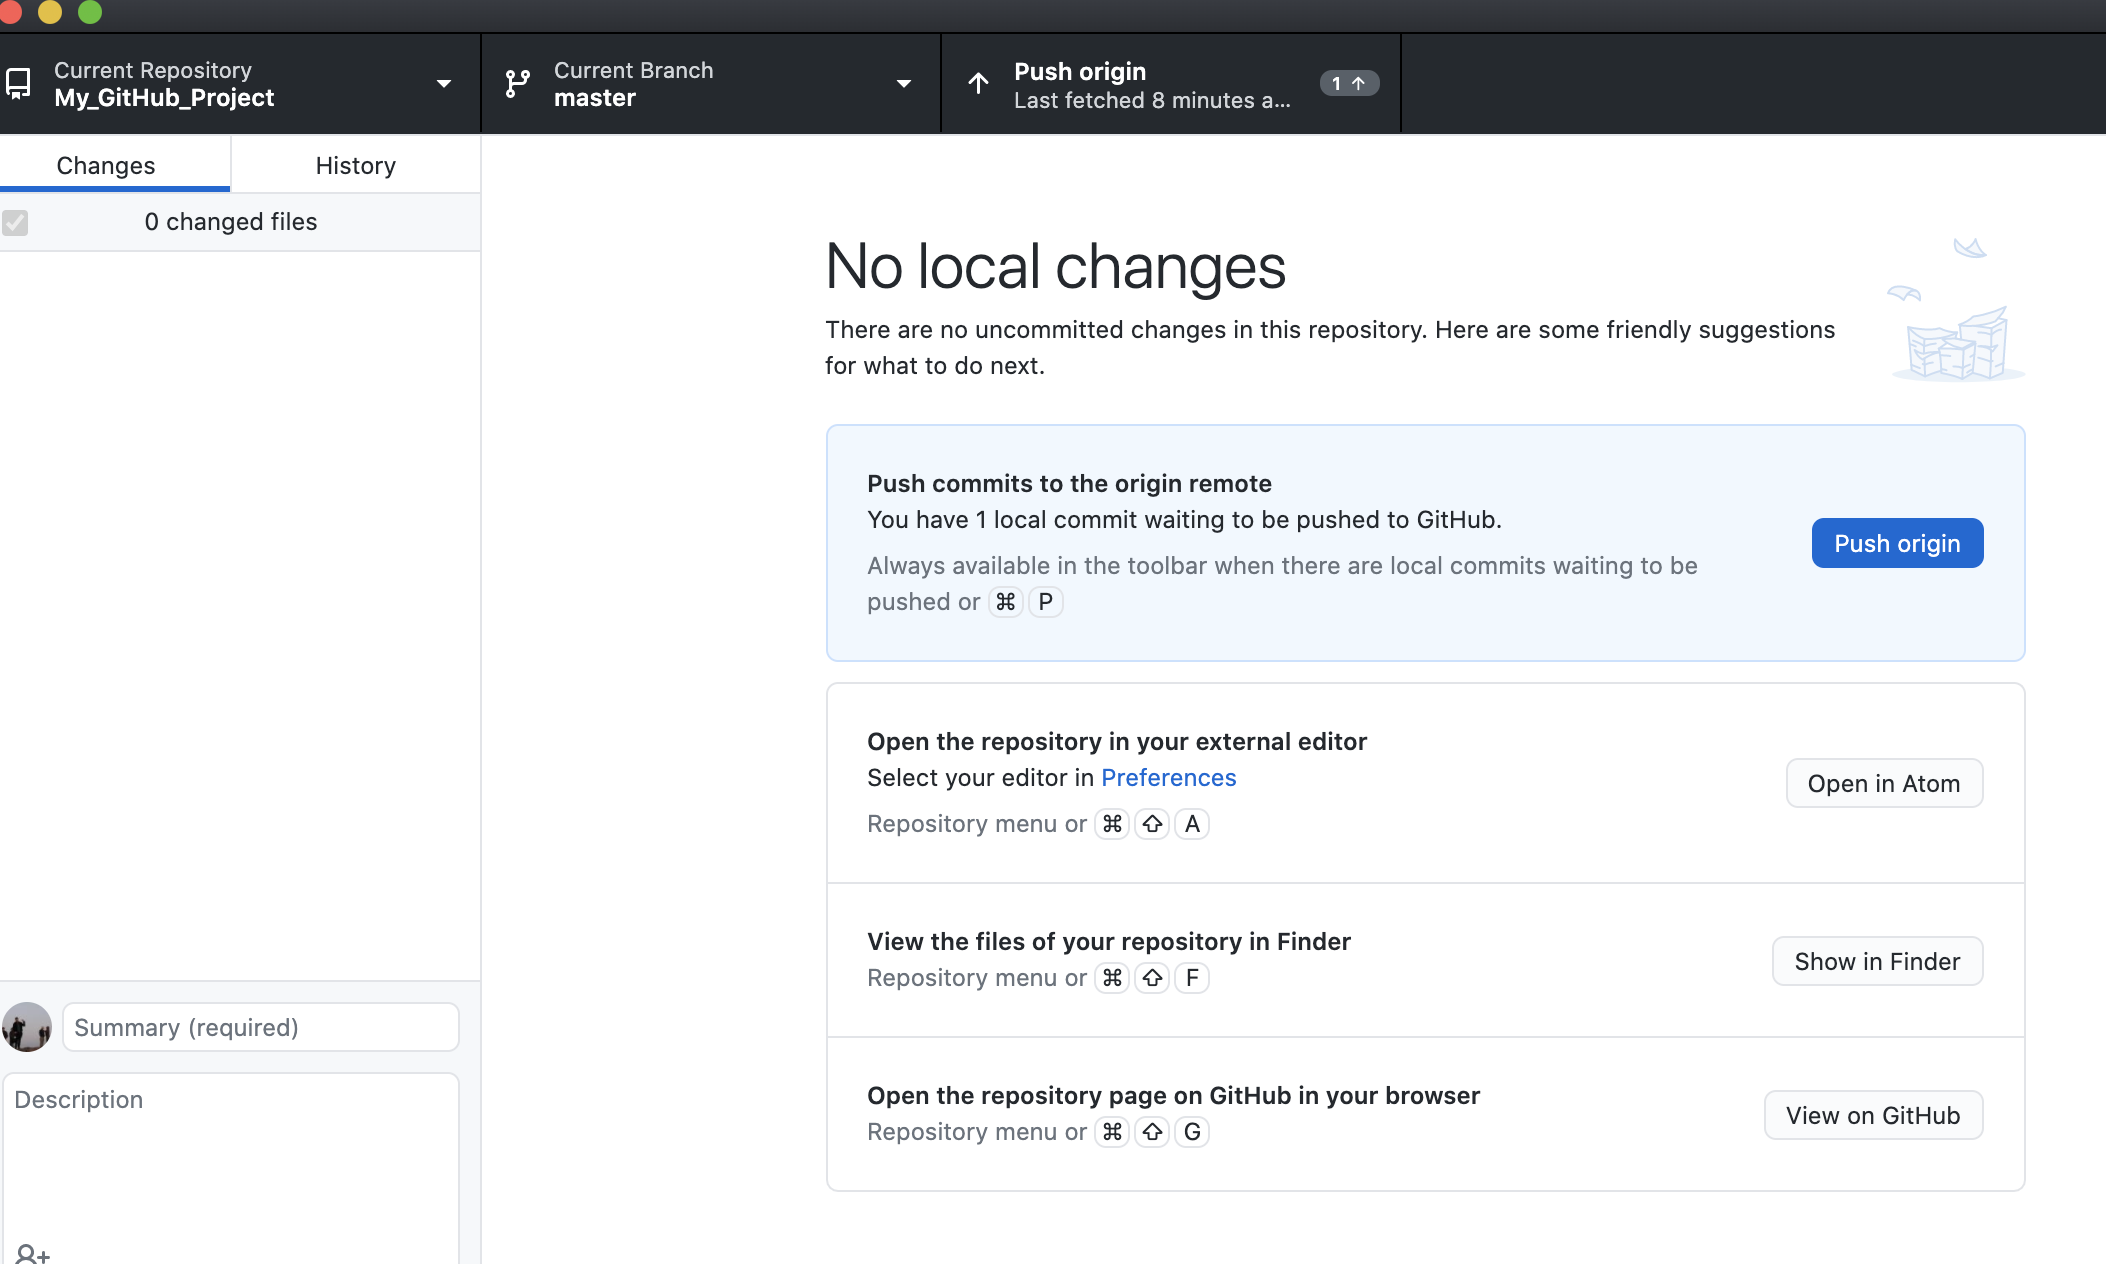 Current Repository
My_GitHub_Project
Current Branch
master
Push origin
Last fetched 8 minutes a...
1 ↑
Changes
History
0 changed files
No local changes
There are no uncommitted changes in this repository. Here are some friendly suggestions
for what to do next.
Push commits to the origin remote
You have 1 local commit waiting to be pushed to GitHub.
Always available in the toolbar when there are local commits waiting to be
pushed or ⌘ P
Push origin
Open the repository in your external editor
Select your editor in Preferences
Repository menu or ⌘ ⇧ A
Open in Atom
View the files of your repository in Finder
Repository menu or ⌘ ⇧ F
Show in Finder
Open the repository page on GitHub in your browser
Repository menu or ⌘ ⇧ G
View on GitHub
Summary (required)
Description